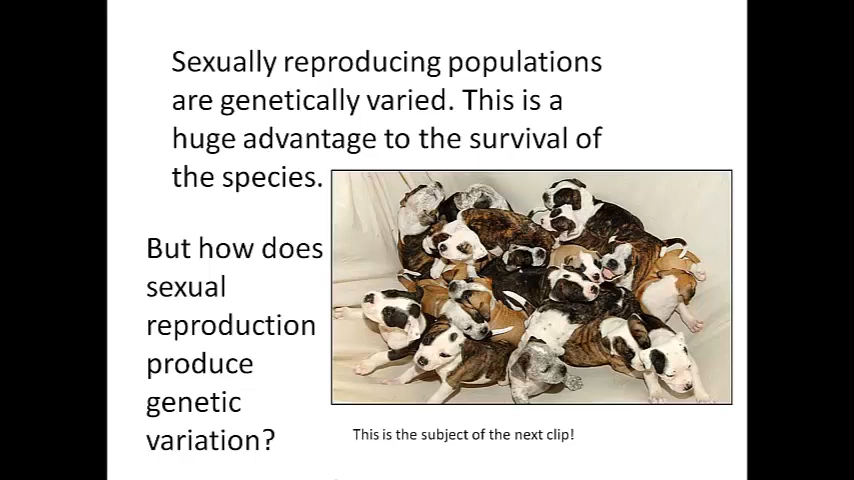 Sexually reproducing populations
are genetically varied. This is a
huge advantage to the survival of
the species.
But how does
sexual
reproduction
produce
genetic
variation?
This is the subject of the next clip!